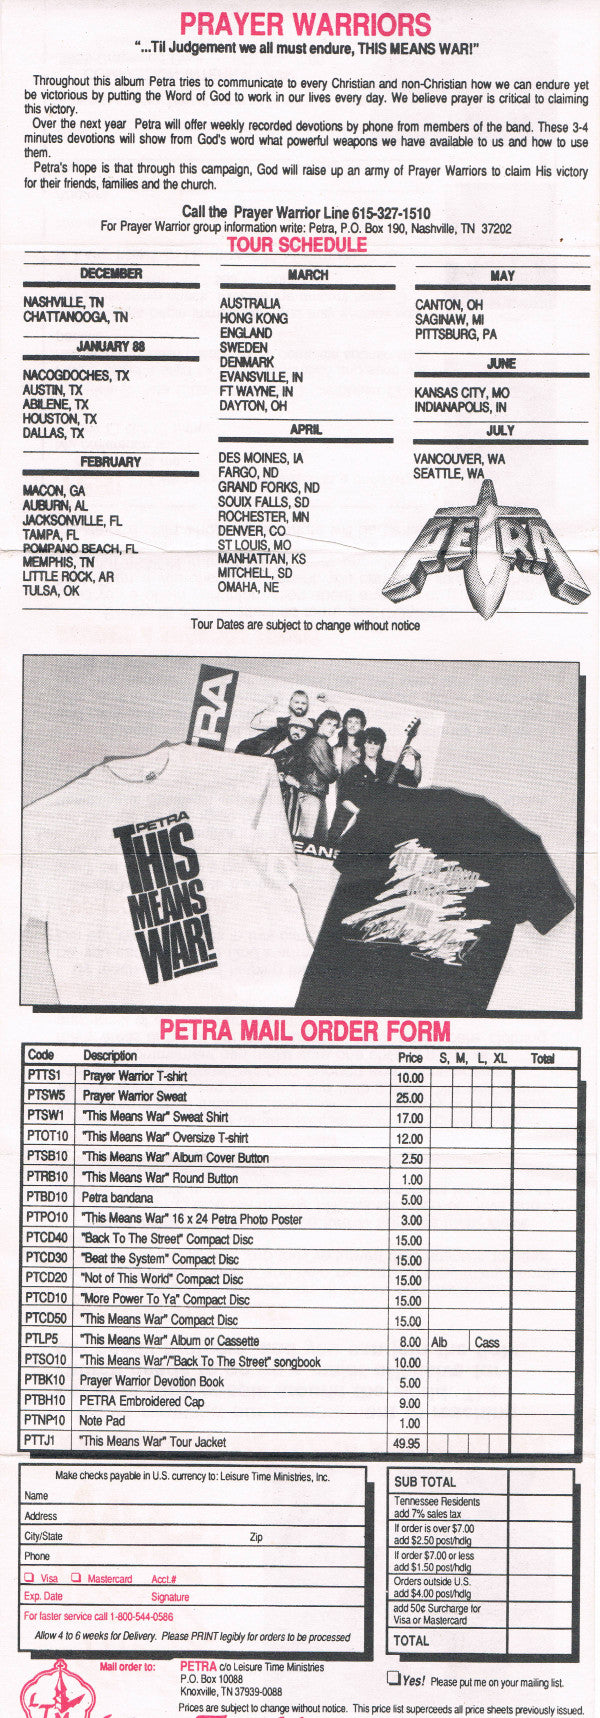 PRAYER WARRIORS
"...Til Judgement we all must endure, THIS MEANS WAR!"
Throughout this album Petra tries to communicate to every Christian and non-Christian how we can endure yet
be victorious by putting the Word of God to work in our lives every day. We believe prayer is critical to claiming
this victory.
Over the next year Petra will offer weekly recorded devotions by phone from members of the band. These 3-4
minutes devotions will show from God's word what powerful weapons we have available to us and how to use
them.
Petra's hope is that through this campaign, God will raise up an army of Prayer Warriors to claim His victory
for their friends, families and the church.
Call the Prayer Warrior Line 615-327-1510
For Prayer Warrior group information write: Petra, P.O. Box 190, Nashville, TN 37202
TOUR SCHEDULE
DECEMBER
NASHVILLE, TN
CHATTANOOGA, TN
JANUARY 88
NACOGDOCHES, TX
AUSTIN, TX
ABILENE, TX
HOUSTON, TX
DALLAS, TX
FEBRUARY
MACON, GA
AUBURN, AL
JACKSONVILLE, FL
TAMPA, FL
POMPANO BEACH, FL
MEMPHIS, TN
LITTLE ROCK, AR
TULSA, OK
MARCH
AUSTRALIA
HONG KONG
ENGLAND
SWEDEN
DENMARK
EVANSVILLE, IN
FT WAYNE, IN
DAYTON, OH
APRIL
DES MOINES, IA
FARGO, ND
GRAND FORKS, ND
SOUIX FALLS, SD
ROCHESTER, MN
DENVER, CO
ST LOUIS, MO
MANHATTAN, KS
MITCHELL, SD
OMAHA, NE
MAY
CANTON, OH
SAGINAW, MI
PITTSBURG, PA
JUNE
KANSAS CITY, MO
INDIANAPOLIS, IN
JULY
VANCOUVER, WA
SEATTLE, WA
PETRA
Tour Dates are subject to change without notice
TRA
EANS
PETRA
THIS
MEANS
WAR!
PETRA MAIL ORDER FORM
Code Description Price S, M, L, XL Total
PTTS1 Prayer Warrior T-shirt 10.00
PTSW5 Prayer Warrior Sweat 25.00
PTSW1 "This Means War" Sweat Shirt 17.00
PTOT10 "This Means War" Oversize T-shirt 12.00
PTSB10 "This Means War" Album Cover Button 2.50
PTRB10 "This Means War" Round Button 1.00
PTBD10 Petra bandana 5.00
PTPO10 "This Means War" 16 x 24 Petra Photo Poster 3.00
PTCD40 "Back To The Street" Compact Disc 15.00
PTCD30 "Beat the System" Compact Disc 15.00
PTCD20 "Not of This World" Compact Disc 15.00
PTCD10 "More Power To Ya" Compact Disc 15.00
PTCD50 "This Means War" Compact Disc 15.00
PTLP5 "This Means War" Album or Cassette 8.00 Alb Cass
PTSO10 "This Means War"/"Back To The Street" songbook 10.00
PTBK10 Prayer Warrior Devotion Book 5.00
PTBH10 PETRA Embroidered Cap 9.00
PTNP10 Note Pad 1.00
PTTJ1 "This Means War" Tour Jacket 49.95
Make checks payable in U.S. currency to: Leisure Time Ministries, Inc.
Name
Address
City/State Zip
Phone
Visa Mastercard Acct.#
Exp. Date Signature
For faster service call 1-800-544-0586
Allow 4 to 6 weeks for Delivery. Please PRINT legibly for orders to be processed
SUB TOTAL
Tennessee Residents
add 7% sales tax
If order is over $7.00
add $2.50 post/hdlg
If order $7.00 or less
add $1.50 post/hdlg
Orders outside U.S.
add $4.00 post/hdlg
add 50¢ Surcharge for
Visa or Mastercard
TOTAL
Mail order to: PETRA c/o Leisure Time Ministries
P.O. Box 10088
Knoxville, TN 37939-0088
Yes! Please put me on your mailing list.
Prices are subject to change without notice. This price list superceeds all price sheets previously issued.